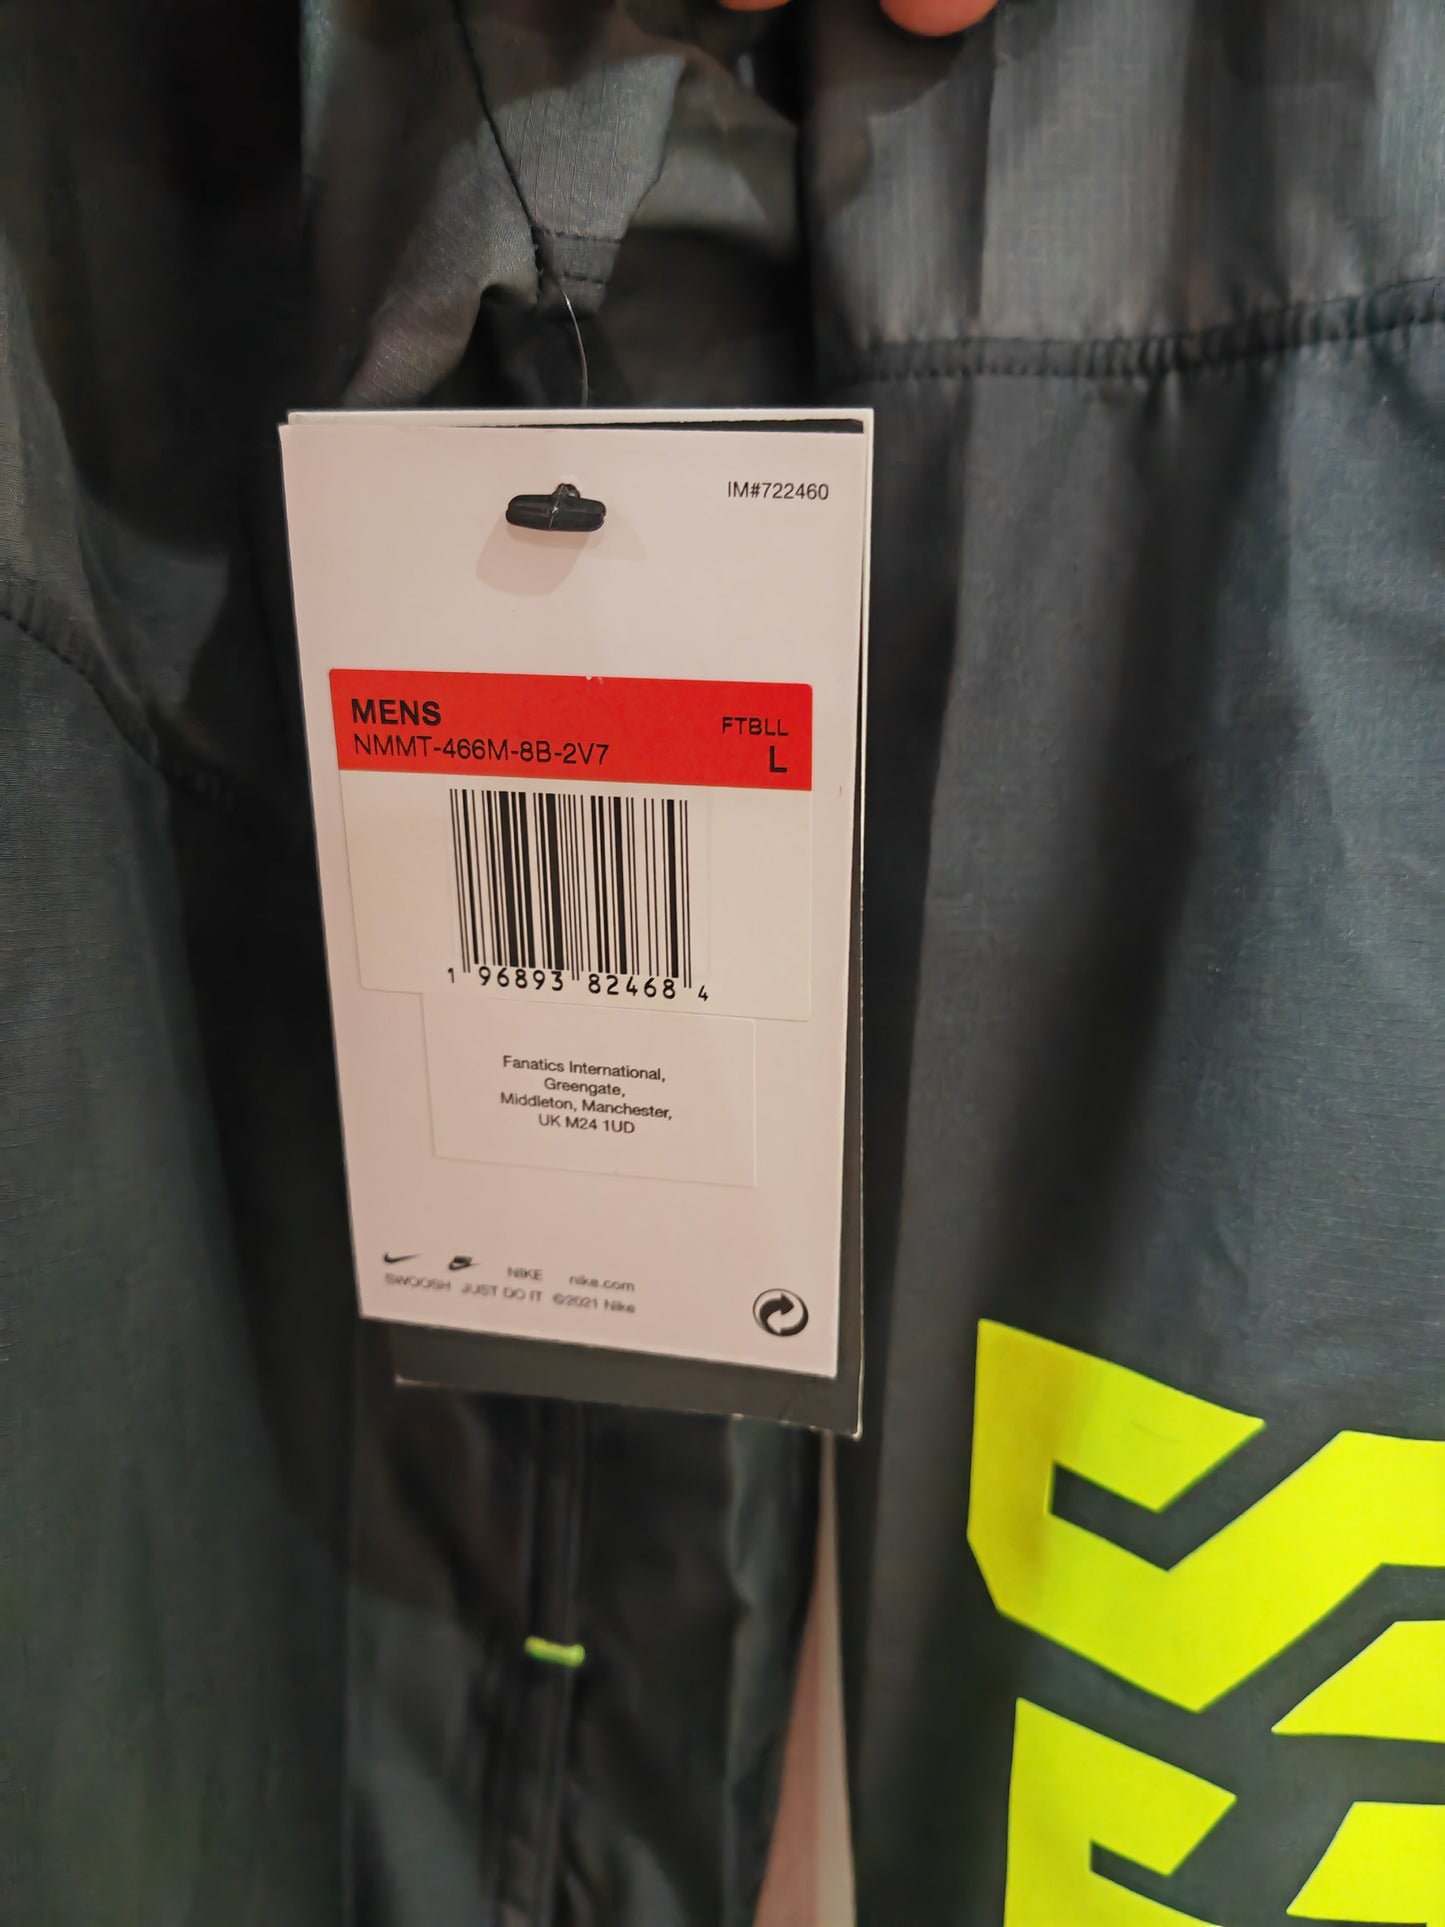 IM#722460
MENS
FTBLL
NMMT-466M-8B-2V7
L
1 96893 82468 4
Fanatics International,
Greengate,
Middleton, Manchester,
UK M24 1UD
NIKE nike.com
SWOOSH JUST DO IT ©2021 Nike